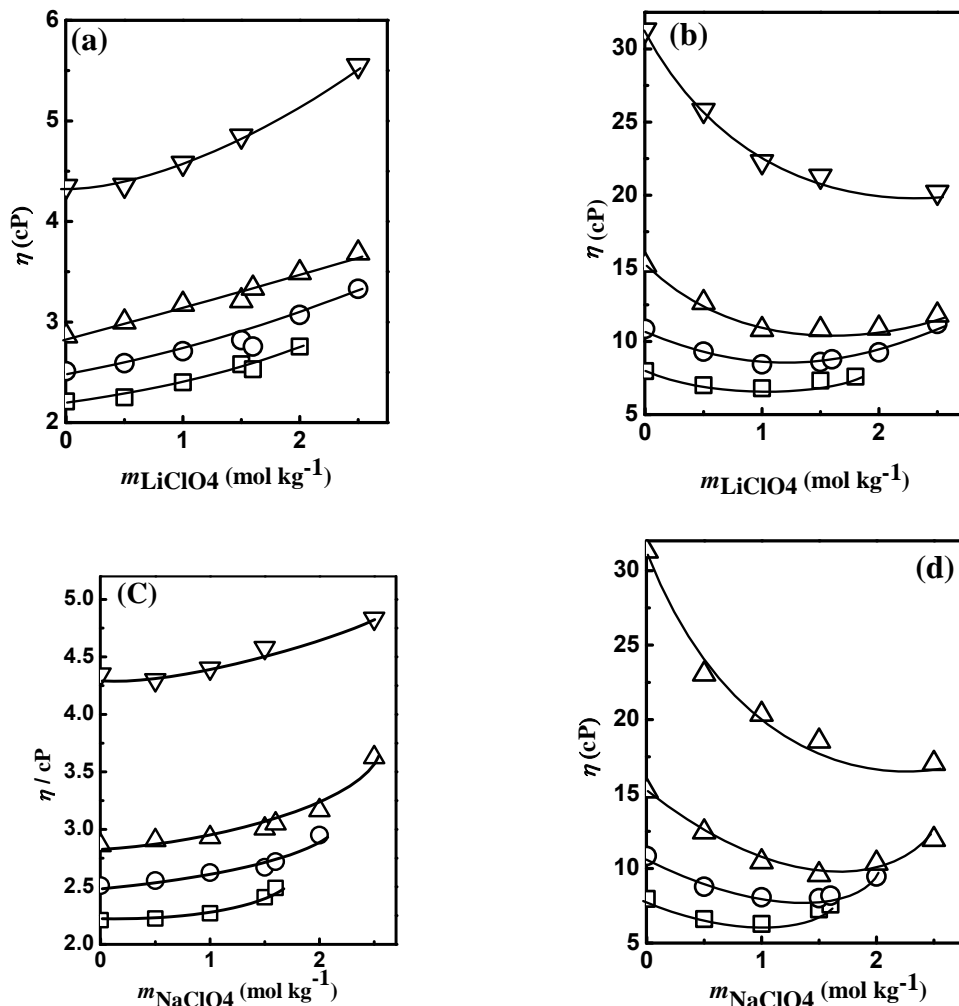 (a)
6
5
4
3
2
η (cP)
0 1 2
mLiClO4 (mol kg-1)
(b)
30
25
20
15
10
5
η (cP)
0 1 2
mLiClO4 (mol kg-1)
(C)
5.0
4.5
4.0
3.5
3.0
2.5
2.0
η / cP
0 1 2
mNaClO4 (mol kg-1)
(d)
30
25
20
15
10
5
η (cP)
0 1 2
mNaClO4 (mol kg-1)